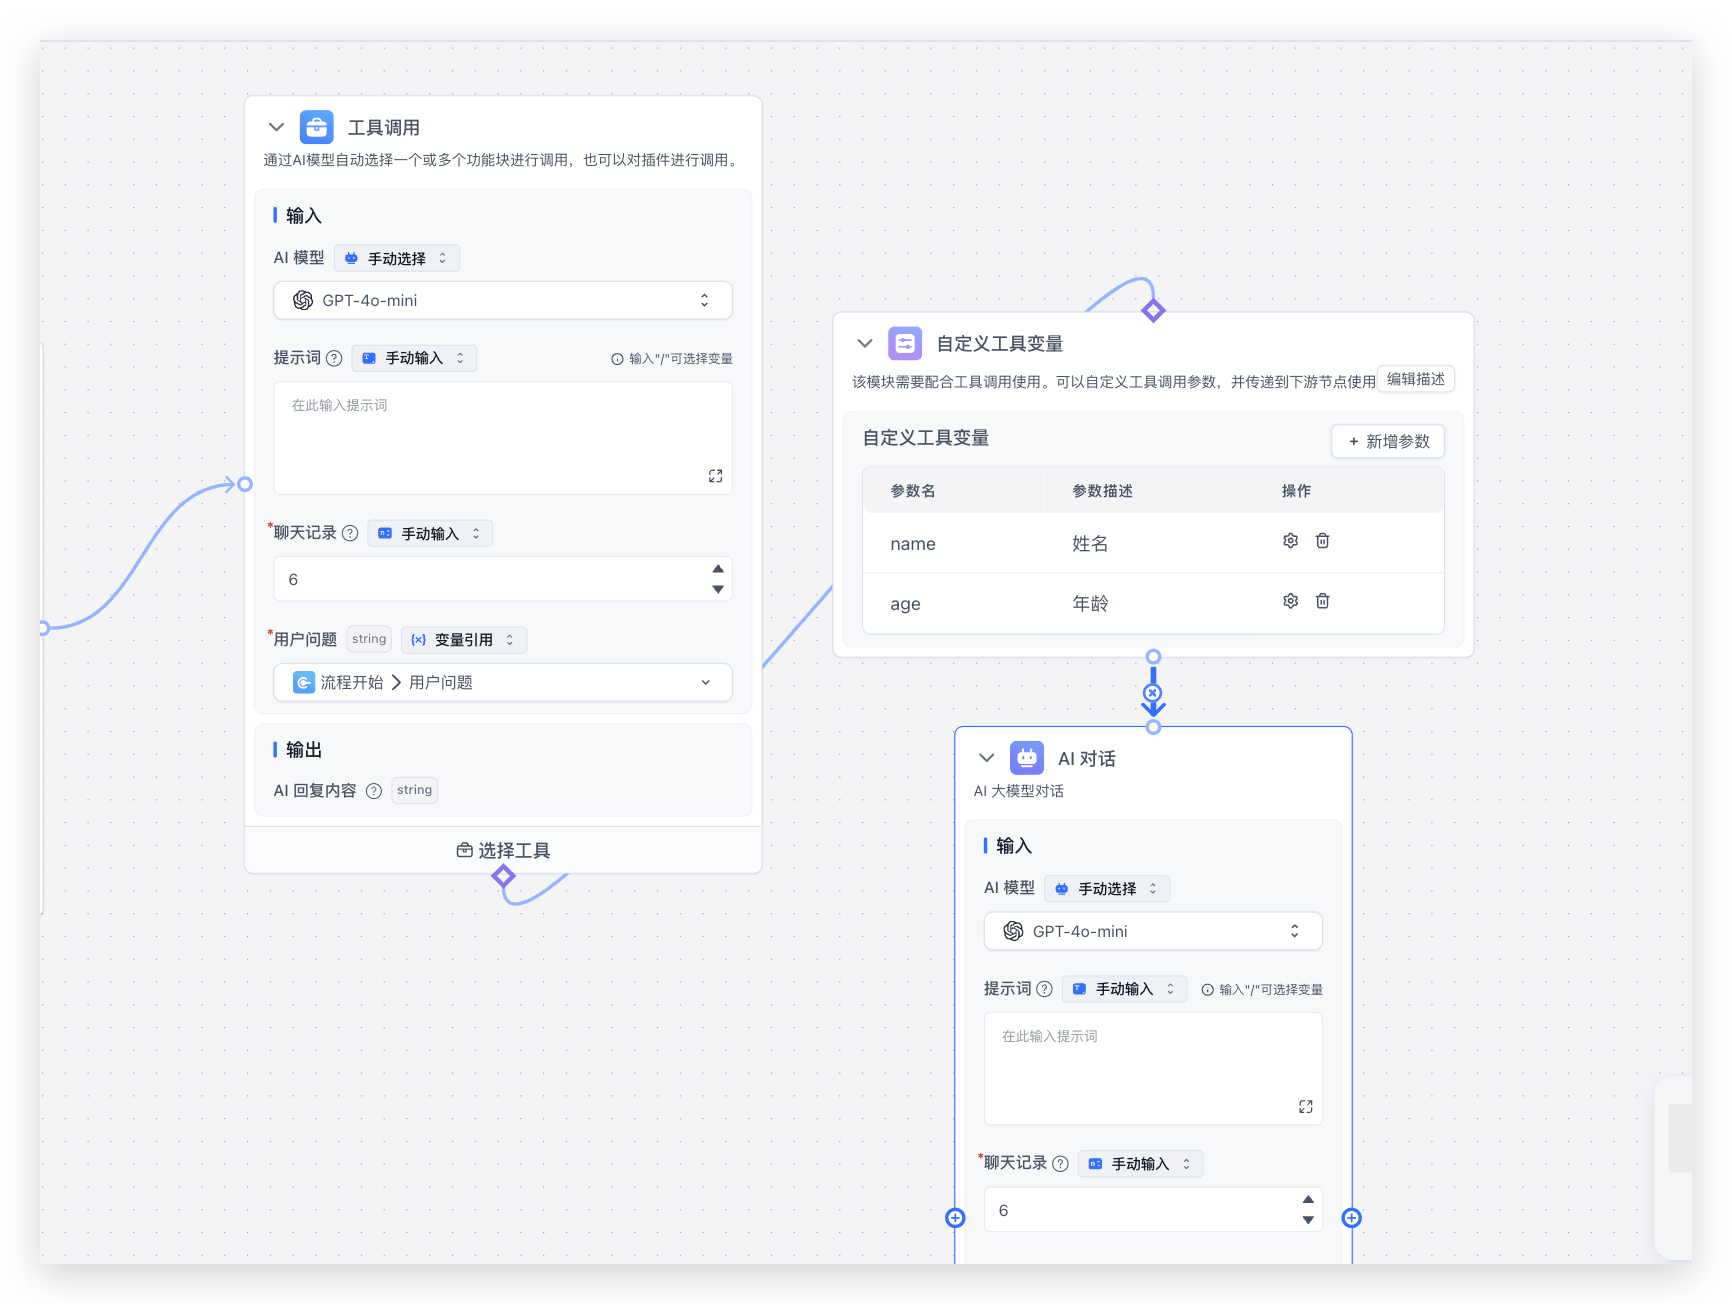 工具调用
通过AI模型自动选择一个或多个功能块进行调用，也可以对插件进行调用。
输入
AI 模型 手动选择
GPT-4o-mini
提示词 手动输入 输入"/"可选择变量
在此输入提示词
*聊天记录 手动输入
6
*用户问题 string 变量引用
流程开始 > 用户问题
输出
AI 回复内容 string
选择工具
自定义工具变量
该模块需要配合工具调用使用。可以自定义工具调用参数，并传递到下游节点使用
编辑描述
自定义工具变量
+ 新增参数
参数名 参数描述 操作
name 姓名
age 年龄
AI 对话
AI 大模型对话
输入
AI 模型 手动选择
GPT-4o-mini
提示词 手动输入 输入"/"可选择变量
在此输入提示词
*聊天记录 手动输入
6